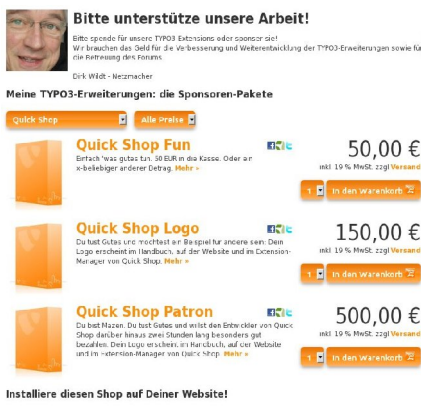 Bitte unterstütze unsere Arbeit!
Bitte spende für unsere TYPO3 Extensions oder sponser sie!
Wir brauchen das Geld für die Verbesserung und Weiterentwicklung der TYPO3-Erweiterungen sowie für
die Betreuung des Forums.
Dirk Wildt - Netzmacher
Meine TYPO3-Erweiterungen: die Sponsoren-Pakete
Quick Shop
Alle Preise
Quick Shop Fun
Einfach 'was gutes tun. 50 EUR in die Kasse. Oder ein
x-beliebiger anderer Betrag. Mehr »
50,00 €
inkl. 19 % MwSt. zzgl Versand
1 In den Warenkorb
Quick Shop Logo
Du tust Gutes und möchtest ein Beispiel für andere sein: Dein
Logo erscheint im Handbuch, auf der Website und im Extension-
Manager von Quick Shop. Mehr »
150,00 €
inkl. 19 % MwSt. zzgl Versand
1 In den Warenkorb
Quick Shop Patron
Du bist Mäzen. Du tust Gutes und willst den Entwickler von Quick
Shop darüber hinaus zwei Stunden lang besonders gut
bezahlen. Dein Logo erscheint im Handbuch, auf der Website
und im Extension-Manager von Quick Shop. Mehr »
500,00 €
inkl. 19 % MwSt. zzgl Versand
1 In den Warenkorb
Installiere diesen Shop auf Deiner Website!